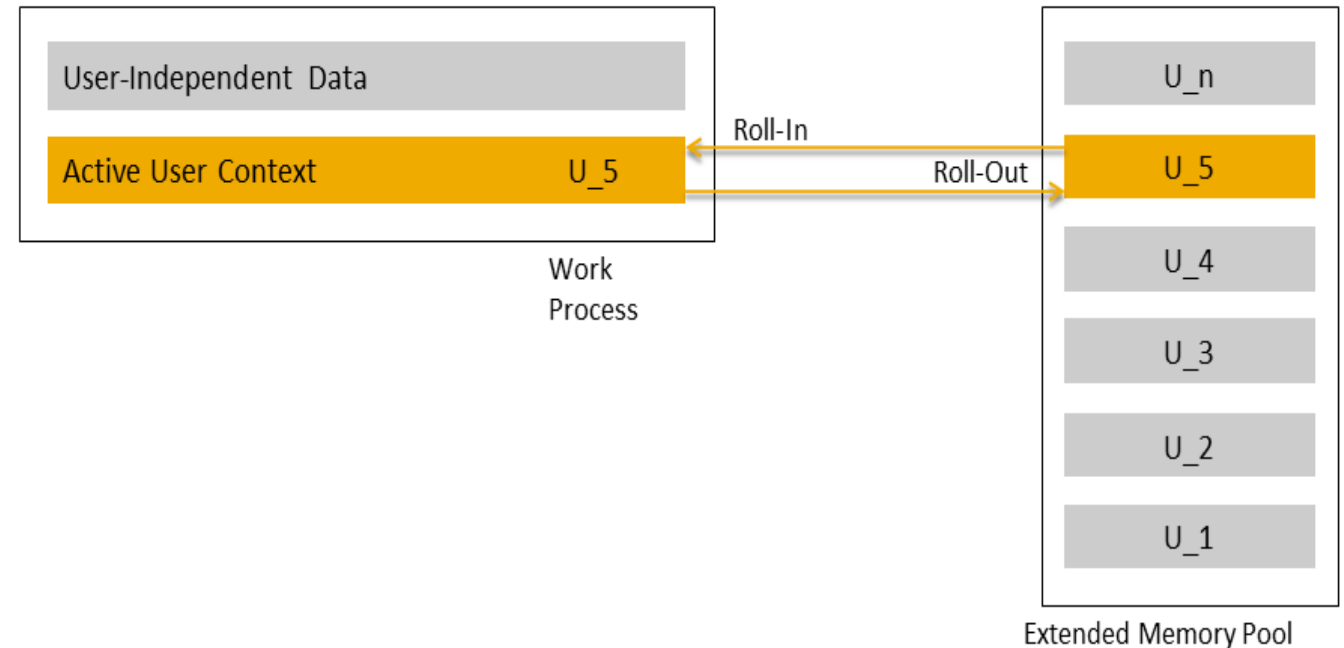 User-Independent Data
Active User Context U_5
Work
Process
Roll-In
Roll-Out
U_n
U_5
U_4
U_3
U_2
U_1
Extended Memory Pool